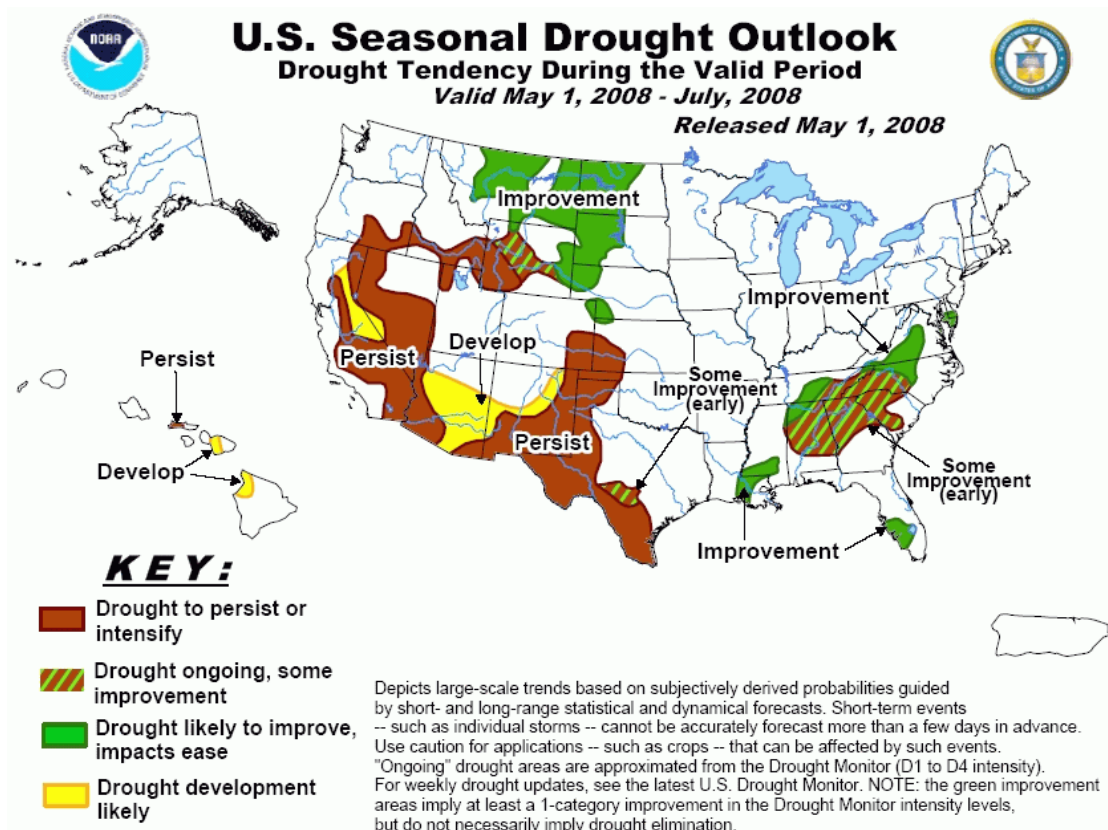 NOAA
U.S. Seasonal Drought Outlook
Drought Tendency During the Valid Period
Valid May 1, 2008 - July, 2008
Released May 1, 2008
Improvement
Improvement
Persist
Develop
Persist
Some
Improvement
(early)
Persist
Develop
Persist
Some
Improvement
(early)
Improvement
KEY:
Drought to persist or
intensify
Drought ongoing, some
improvement
Drought likely to improve,
impacts ease
Drought development
likely
Depicts large-scale trends based on subjectively derived probabilities guided
by short- and long-range statistical and dynamical forecasts. Short-term events
-- such as individual storms -- cannot be accurately forecast more than a few days in advance.
Use caution for applications -- such as crops -- that can be affected by such events.
"Ongoing" drought areas are approximated from the Drought Monitor (D1 to D4 intensity).
For weekly drought updates, see the latest U.S. Drought Monitor. NOTE: the green improvement
areas imply at least a 1-category improvement in the Drought Monitor intensity levels,
but do not necessarily imply drought elimination.